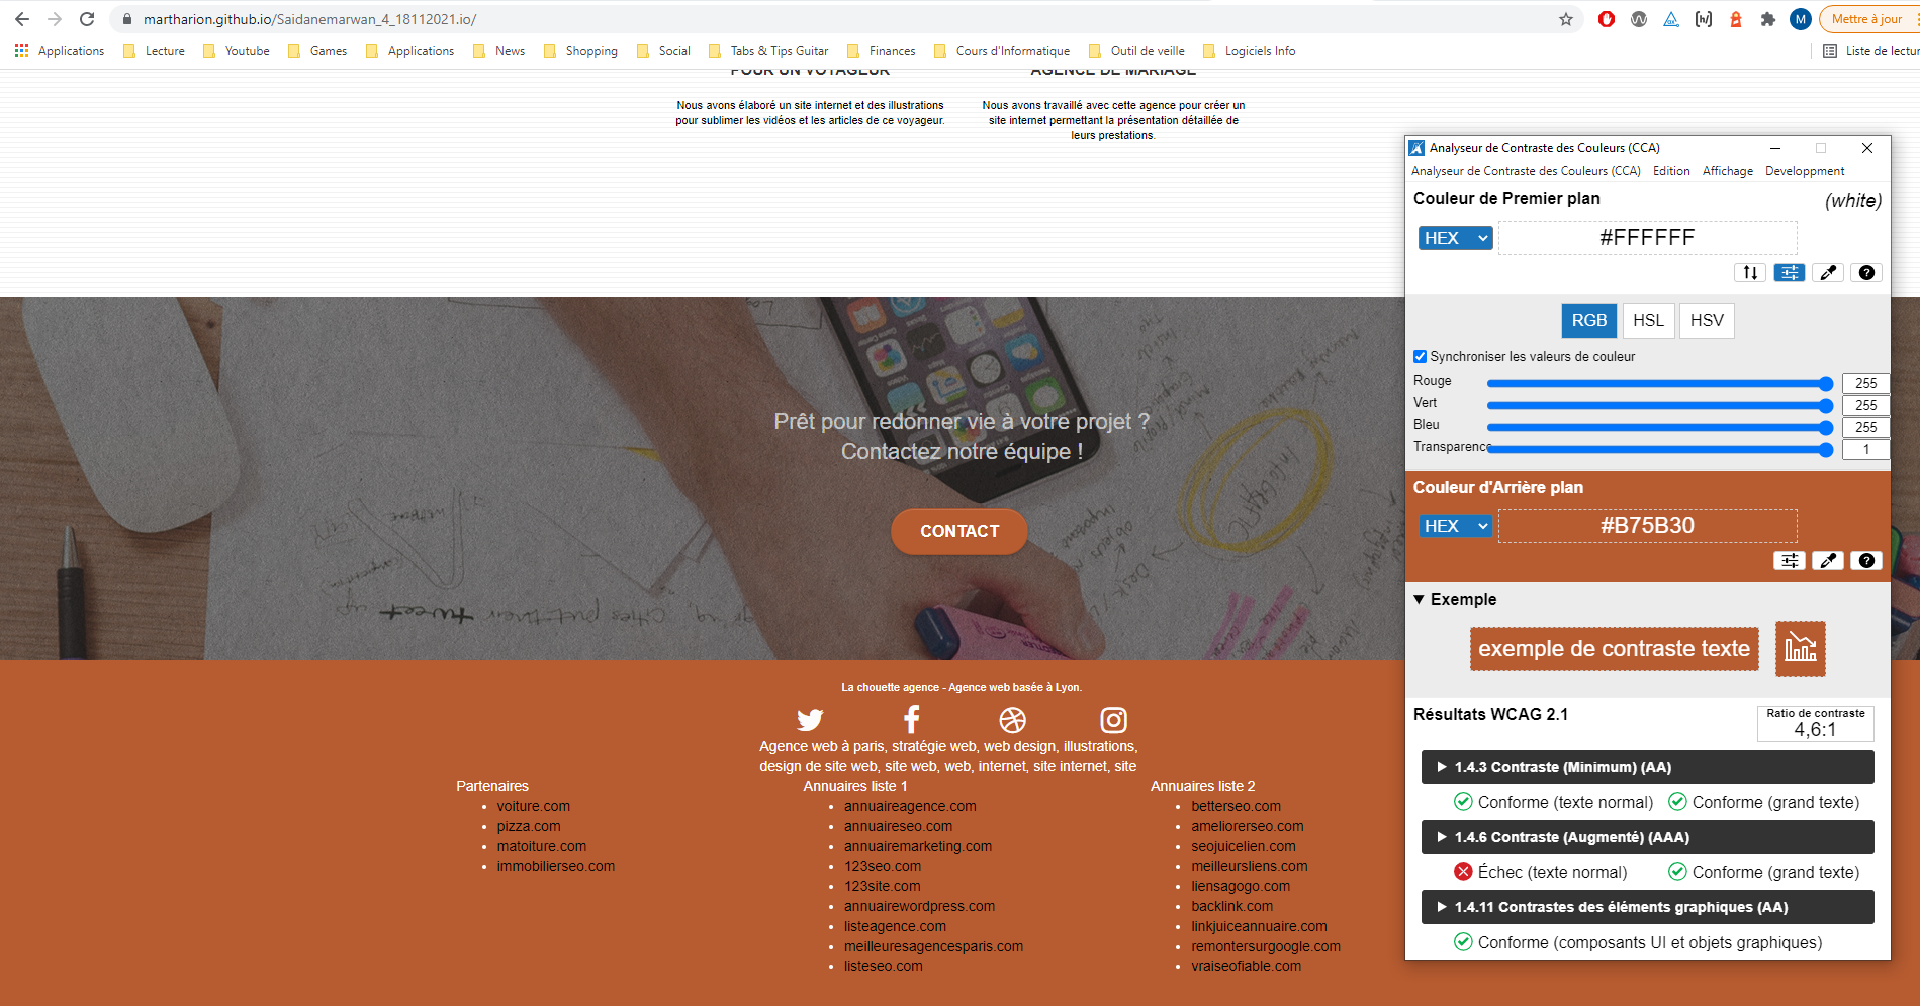 martharion.github.io/Saidanemarwan_4_18112021.io/
M
Mettre à jour
Applications
Lecture
Youtube
Games
Applications
News
Shopping
Social
Tabs & Tips Guitar
Finances
Cours d'Informatique
Outil de veille
Logiciels Info
Liste de lectur
POUR UN VOYAGEUR
AGENCE DE MARIAGE
Nous avons élaboré un site internet et des illustrations
pour sublimer les vidéos et les articles de ce voyageur.
Nous avons travaillé avec cette agence pour créer un
site internet permettant la présentation détaillée de
leurs prestations.
Prêt pour redonner vie à votre projet ?
Contactez notre équipe !
CONTACT
La chouette agence - Agence web basée à Lyon.
Agence web à paris, stratégie web, web design, illustrations,
design de site web, site web, web, internet, site internet, site
Partenaires
voiture.com
pizza.com
matoiture.com
immobilierseo.com
Annuaires liste 1
annuaireagence.com
annuaireseo.com
annuairemarketing.com
123seo.com
123site.com
annuairewordpress.com
listeagence.com
meilleuresagencesparis.com
listeseo.com
Annuaires liste 2
betterseo.com
ameliorerseo.com
seojuicelien.com
meilleursliens.com
liensagogo.com
backlink.com
linkjuiceannuaire.com
remontersurgoogle.com
vraiseofiable.com
Analyseur de Contraste des Couleurs (CCA)
Analyseur de Contraste des Couleurs (CCA) Edition Affichage Developpment
Couleur de Premier plan
(white)
HEX
#FFFFFF
RGB HSL HSV
Synchroniser les valeurs de couleur
Rouge 255
Vert 255
Bleu 255
Transparence 1
Couleur d'Arrière plan
HEX
#B75B30
Exemple
exemple de contraste texte
Résultats WCAG 2.1
Ratio de contraste
4,6:1
1.4.3 Contraste (Minimum) (AA)
Conforme (texte normal) Conforme (grand texte)
1.4.6 Contraste (Augmenté) (AAA)
Échec (texte normal) Conforme (grand texte)
1.4.11 Contrastes des éléments graphiques (AA)
Conforme (composants UI et objets graphiques)